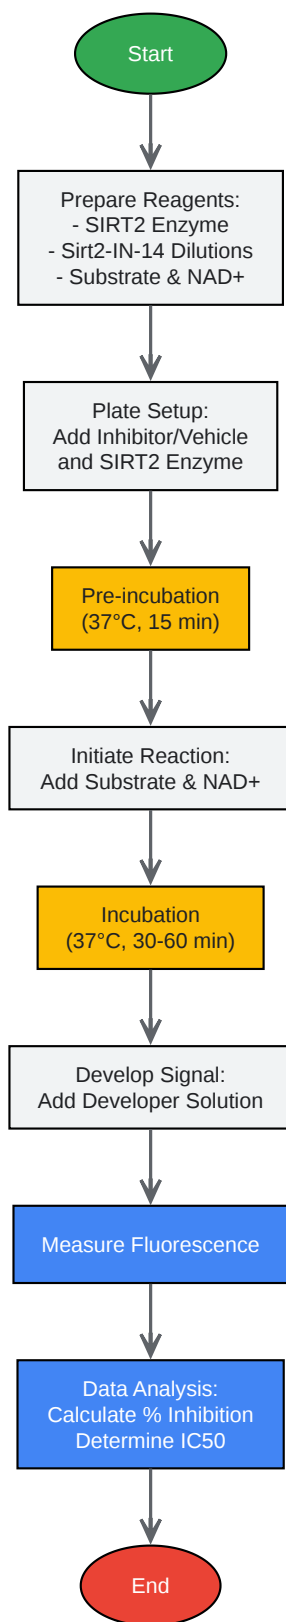 Start
Prepare Reagents:
- SIRT2 Enzyme
- Sirt2-IN-14 Dilutions
- Substrate & NAD+
Plate Setup:
Add Inhibitor/Vehicle
and SIRT2 Enzyme
Pre-incubation
(37°C, 15 min)
Initiate Reaction:
Add Substrate & NAD+
Incubation
(37°C, 30-60 min)
Develop Signal:
Add Developer Solution
Measure Fluorescence
Data Analysis:
Calculate % Inhibition
Determine IC50
End